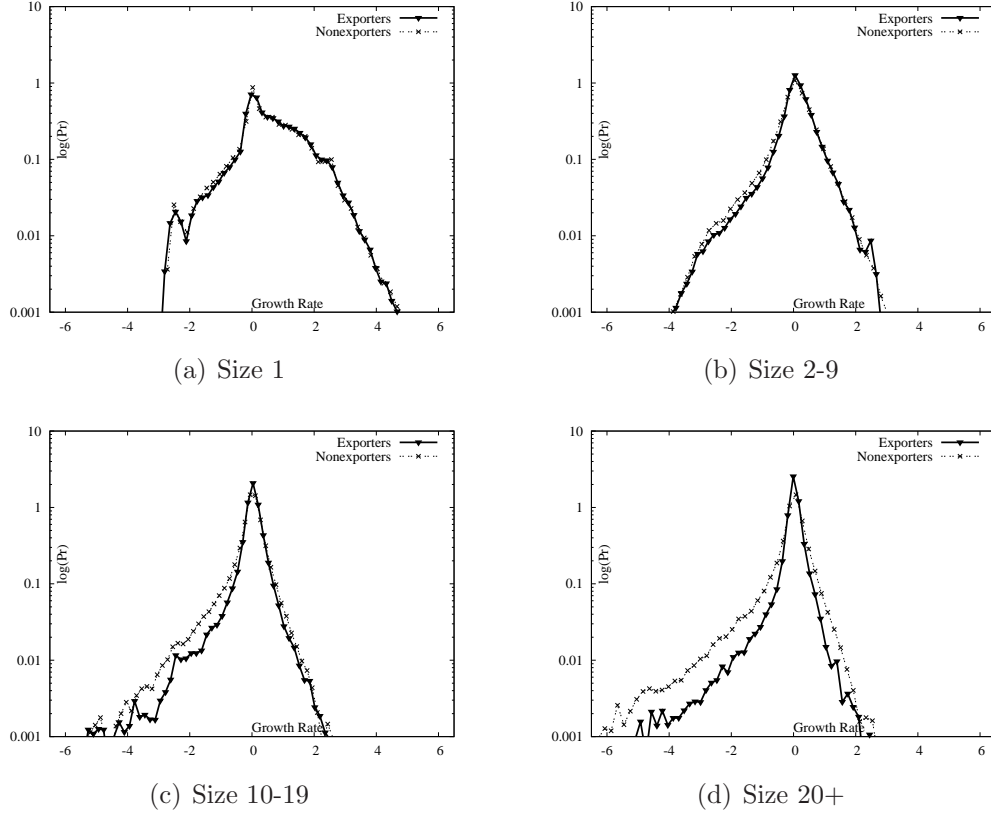 10
1
0.1
0.01
0.001
log(Pr)
Exporters
Nonexporters
Growth Rate
-6 -4 -2 0 2 4 6
(a) Size 1
10
1
0.1
0.01
0.001
log(Pr)
Exporters
Nonexporters
Growth Rate
-6 -4 -2 0 2 4 6
(b) Size 2-9
10
1
0.1
0.01
0.001
log(Pr)
Exporters
Nonexporters
Growth Rate
-6 -4 -2 0 2 4 6
(c) Size 10-19
10
1
0.1
0.01
0.001
log(Pr)
Exporters
Nonexporters
Growth Rate
-6 -4 -2 0 2 4 6
(d) Size 20+